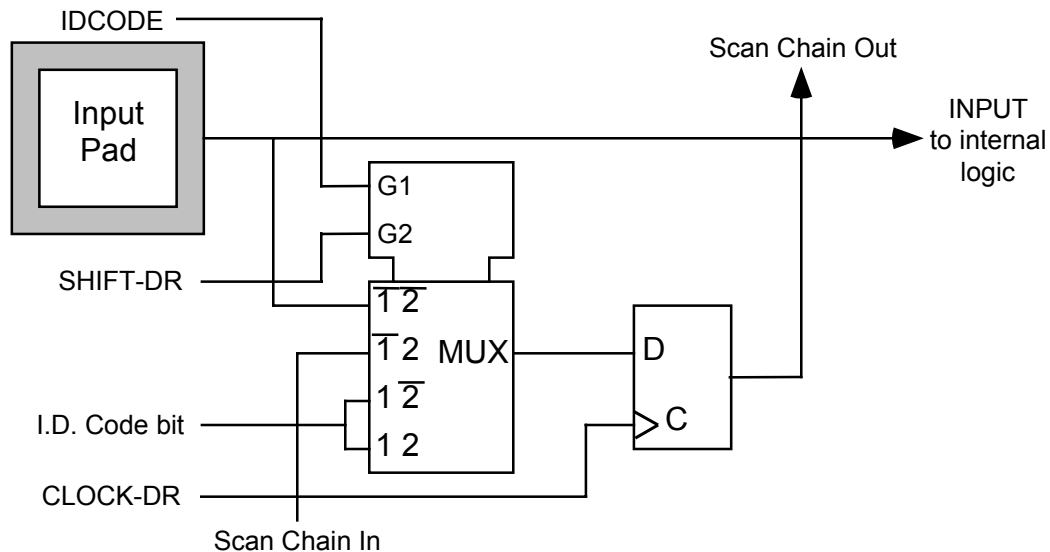 IDCODE
Scan Chain Out
Input
Pad
INPUT
to internal
logic
G1
G2
SHIFT-DR
1̅ 2̅
1̅ 2
MUX
D
1 2̅
I.D. Code bit
C
1 2
CLOCK-DR
Scan Chain In